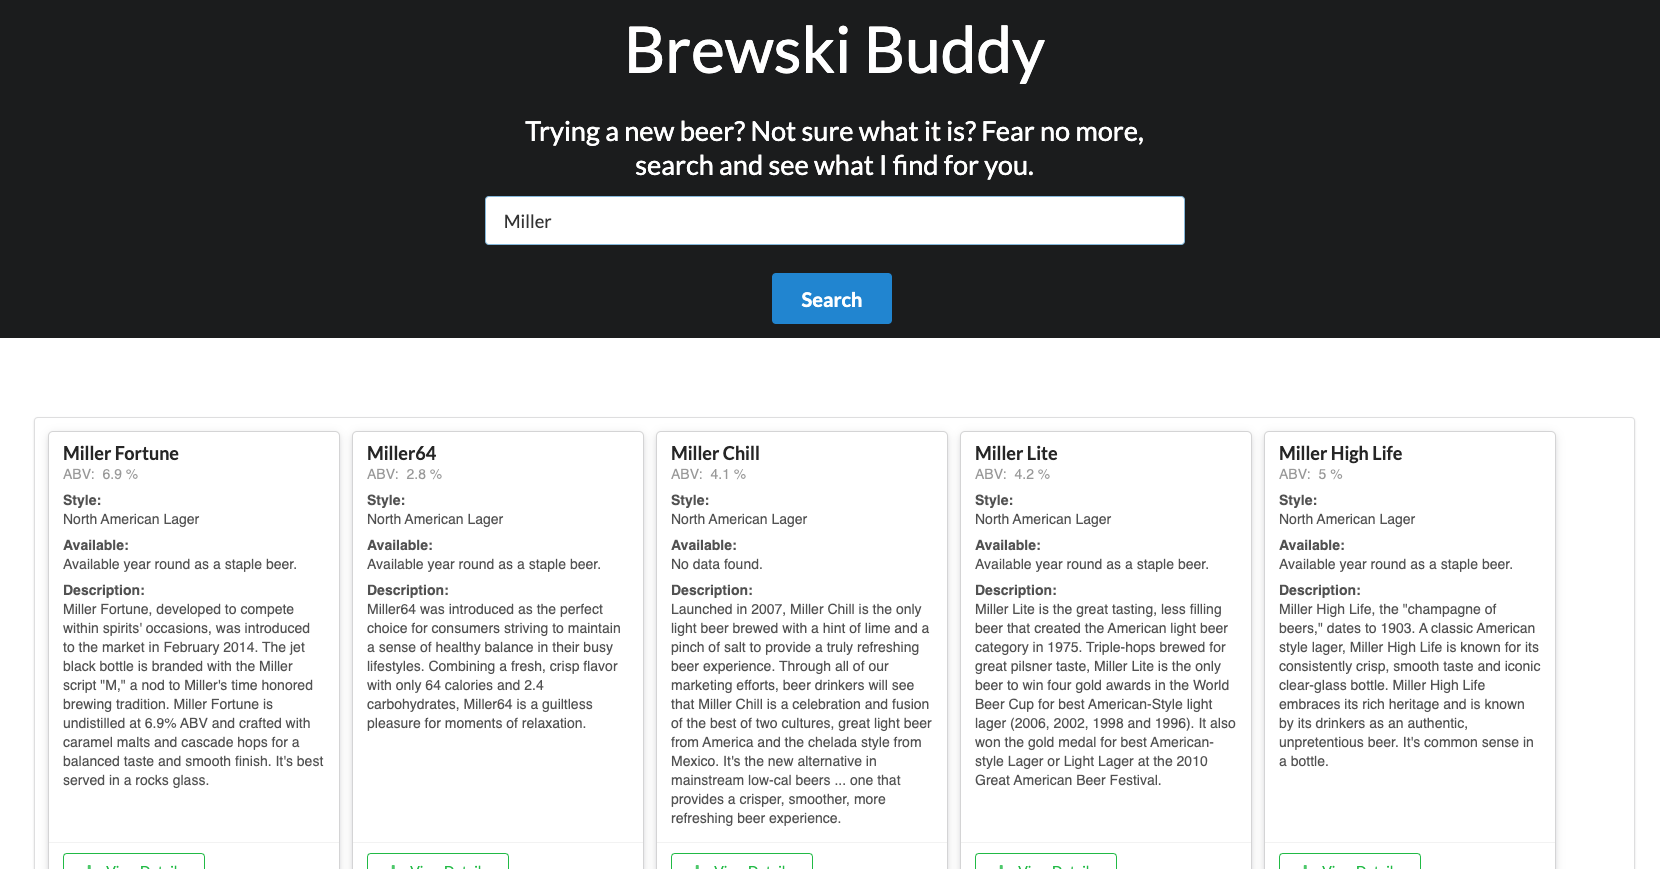 Brewski Buddy
Trying a new beer? Not sure what it is? Fear no more,
search and see what I find for you.
Miller
Search
Miller Fortune
ABV: 6.9 %
Style:
North American Lager
Available:
Available year round as a staple beer.
Description:
Miller Fortune, developed to compete
within spirits' occasions, was introduced
to the market in February 2014. The jet
black bottle is branded with the Miller
script "M," a nod to Miller's time honored
brewing tradition. Miller Fortune is
undistilled at 6.9% ABV and crafted with
caramel malts and cascade hops for a
balanced taste and smooth finish. It's best
served in a rocks glass.
Miller64
ABV: 2.8 %
Style:
North American Lager
Available:
Available year round as a staple beer.
Description:
Miller64 was introduced as the perfect
choice for consumers striving to maintain
a sense of healthy balance in their busy
lifestyles. Combining a fresh, crisp flavor
with only 64 calories and 2.4
carbohydrates, Miller64 is a guiltless
pleasure for moments of relaxation.
Miller Chill
ABV: 4.1 %
Style:
North American Lager
Available:
No data found.
Description:
Launched in 2007, Miller Chill is the only
light beer brewed with a hint of lime and a
pinch of salt to provide a truly refreshing
beer experience. Through all of our
marketing efforts, beer drinkers will see
that Miller Chill is a celebration and fusion
of the best of two cultures, great light beer
from America and the chelada style from
Mexico. It's the new alternative in
mainstream low-cal beers ... one that
provides a crisper, smoother, more
refreshing beer experience.
Miller Lite
ABV: 4.2 %
Style:
North American Lager
Available:
Available year round as a staple beer.
Description:
Miller Lite is the great tasting, less filling
beer that created the American light beer
category in 1975. Triple-hops brewed for
great pilsner taste, Miller Lite is the only
beer to win four gold awards in the World
Beer Cup for best American-Style light
lager (2006, 2002, 1998 and 1996). It also
won the gold medal for best American-
style Lager or Light Lager at the 2010
Great American Beer Festival.
Miller High Life
ABV: 5 %
Style:
North American Lager
Available:
Available year round as a staple beer.
Description:
Miller High Life, the "champagne of
beers," dates to 1903. A classic American
style lager, Miller High Life is known for its
consistently crisp, smooth taste and iconic
clear-glass bottle. Miller High Life
embraces its rich heritage and is known
by its drinkers as an authentic,
unpretentious beer. It's common sense in
a bottle.